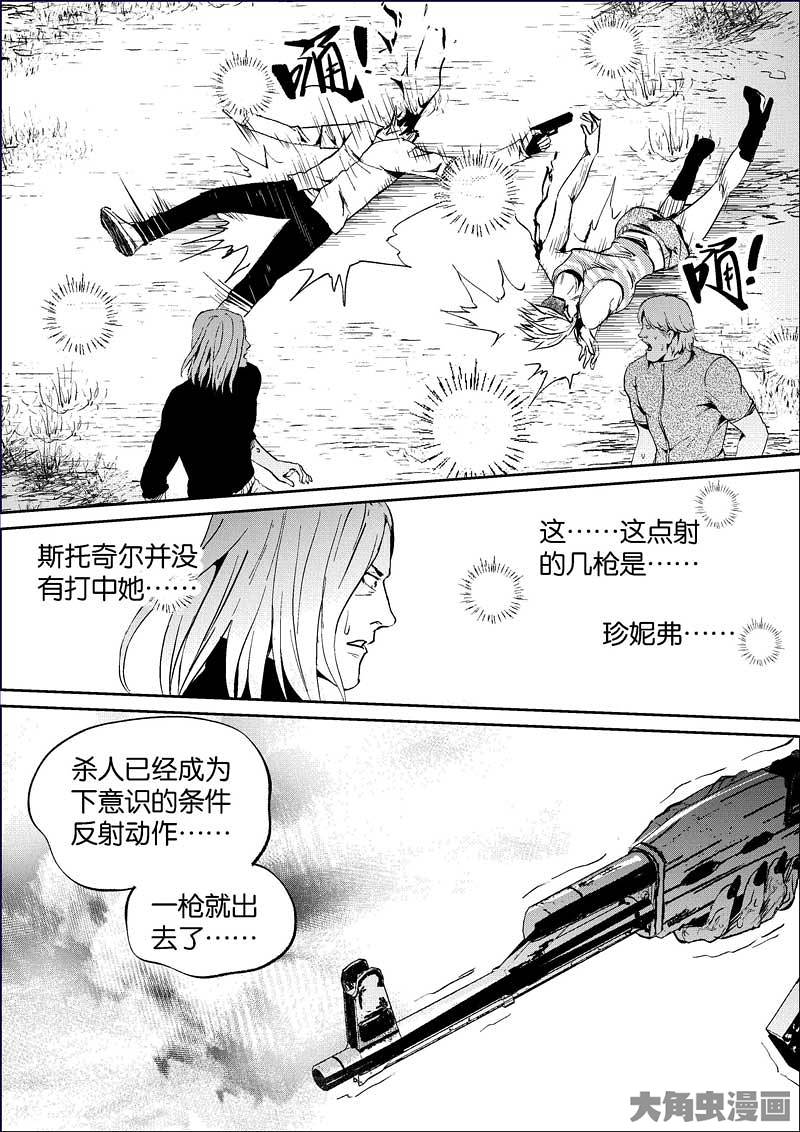 嗵!
嗵!
斯托奇尔并没
有打中她……
这……这点射
的几枪是……
珍妮弗……
杀人已经成为
下意识的条件
反射动作……
一枪就出
去了……
大角虫漫画